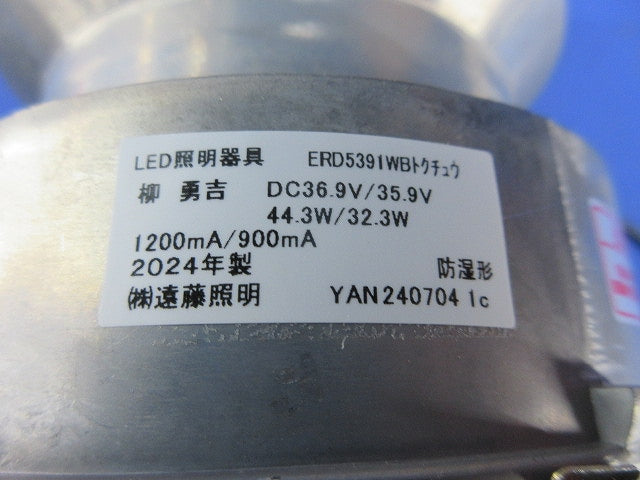 LED照明器具 ERD5391WBトクチュウ
柳 勇吉 DC36.9V/35.9V
44.3W/32.3W
1200mA/900mA
2024年製 防湿形
㈱遠藤照明 YAN240704 1c